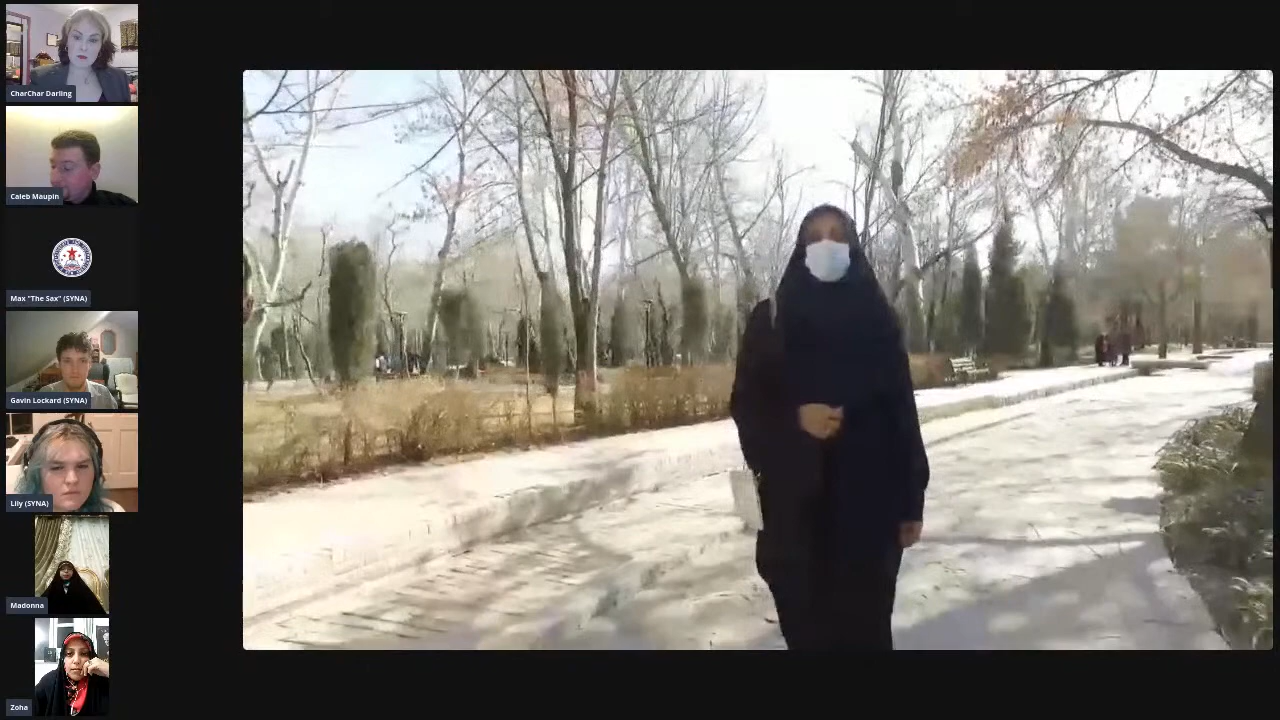 CharChar Darling
Caleb Maupin
Max "The Sax" (SYNA)
Gavin Lockard (SYNA)
Lily (SYNA)
Madonna
Zoha